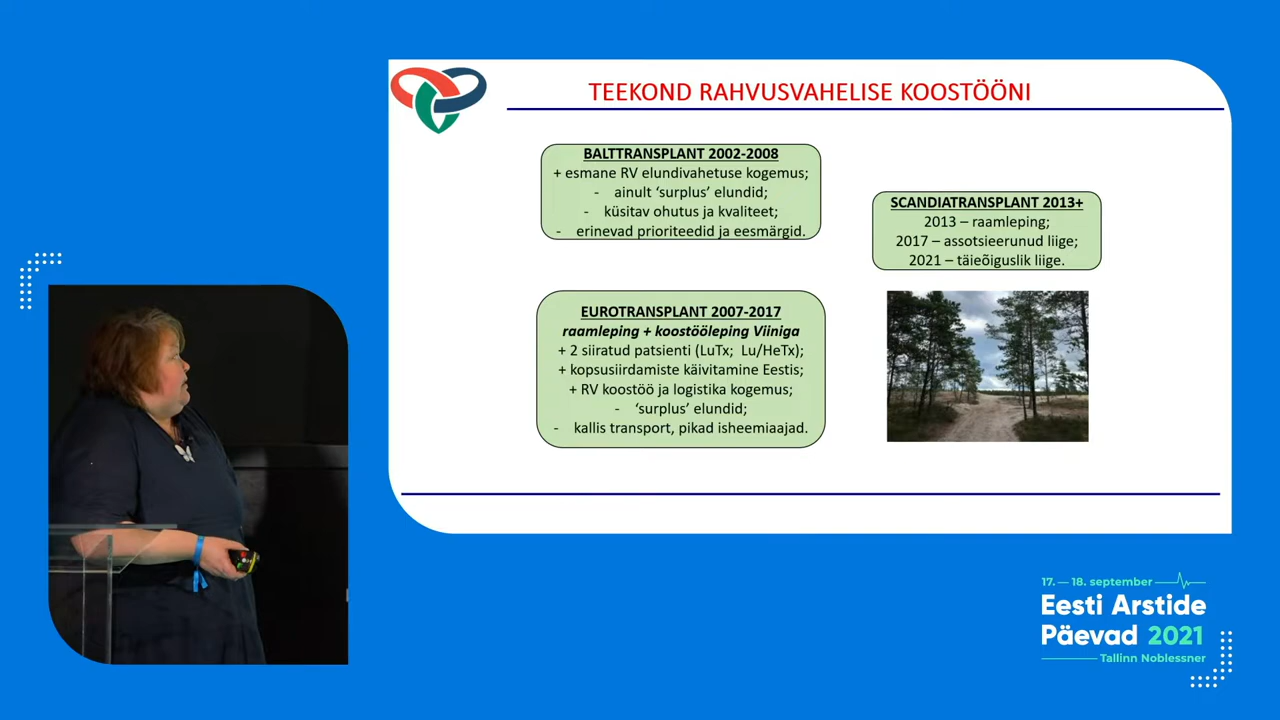 TEEKOND RAHVUSVAHELISE KOOSTÖÖNI
BALTTRANSPLANT 2002-2008
+ esmane RV elundivahetuse kogemus;
- ainult ‘surplus’ elundid;
- küsitav ohutus ja kvaliteet;
- erinevad prioriteedid ja eesmärgid.
SCANDIATRANSPLANT 2013+
2013 – raamleping;
2017 – assotsieerunud liige;
2021 – täieõiguslik liige.
EUROTRANSPLANT 2007-2017
raamleping + koostööleping Viiniga
+ 2 siiratud patsienti (LuTx; Lu/HeTx);
+ kopsusiirdamiste käivitamine Eestis;
+ RV koostöö ja logistika kogemus;
- ‘surplus’ elundid;
- kallis transport, pikad isheemiaajad.
17. — 18. september
Eesti Arstide
Päevad 2021
Tallinn Noblessner